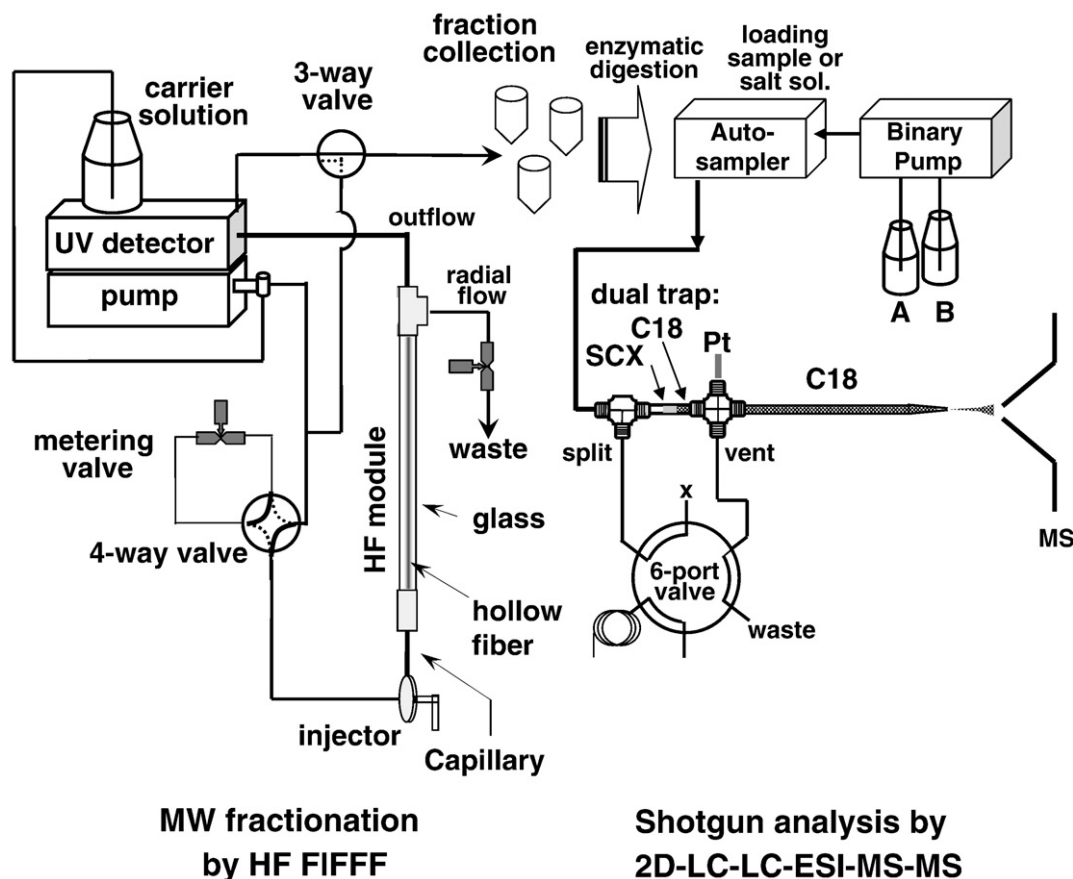 fraction
collection
enzymatic
digestion
loading
sample or
salt sol.
3-way
valve
carrier
solution
Auto-
sampler
Binary
Pump
UV detector
outflow
pump
radial
flow
dual trap:
C18
SCX
Pt
A
B
C18
metering
valve
waste
split
vent
HF module
glass
x
MS
4-way valve
6-port
valve
hollow
fiber
waste
injector
Capillary
MW fractionation
by HF FlFFF
Shotgun analysis by
2D-LC-LC-ESI-MS-MS